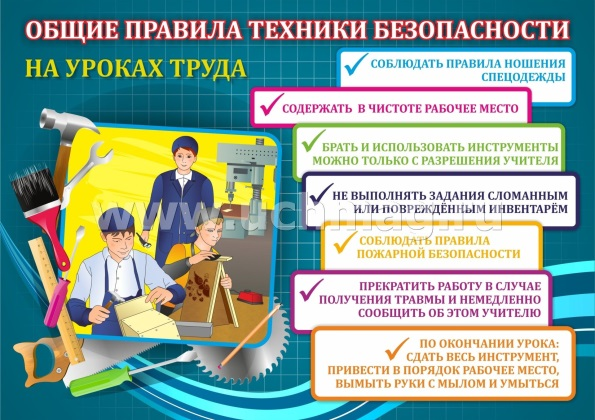 ОБЩИЕ ПРАВИЛА ТЕХНИКИ БЕЗОПАСНОСТИ
НА УРОКАХ ТРУДА
СОБЛЮДАТЬ ПРАВИЛА НОШЕНИЯ
СПЕЦОДЕЖДЫ
СОДЕРЖАТЬ В ЧИСТОТЕ РАБОЧЕЕ МЕСТО
БРАТЬ И ИСПОЛЬЗОВАТЬ ИНСТРУМЕНТЫ
МОЖНО ТОЛЬКО С РАЗРЕШЕНИЯ УЧИТЕЛЯ
НЕ ВЫПОЛНЯТЬ ЗАДАНИЯ СЛОМАННЫМ
ИЛИ ПОВРЕЖДЁННЫМ ИНВЕНТАРЁМ
www.uchmag.ru
СОБЛЮДАТЬ ПРАВИЛА
ПОЖАРНОЙ БЕЗОПАСНОСТИ
ПРЕКРАТИТЬ РАБОТУ В СЛУЧАЕ
ПОЛУЧЕНИЯ ТРАВМЫ И НЕМЕДЛЕННО
СООБЩИТЬ ОБ ЭТОМ УЧИТЕЛЮ
ПО ОКОНЧАНИИ УРОКА:
СДАТЬ ВЕСЬ ИНСТРУМЕНТ,
ПРИВЕСТИ В ПОРЯДОК РАБОЧЕЕ МЕСТО,
ВЫМЫТЬ РУКИ С МЫЛОМ И УМЫТЬСЯ